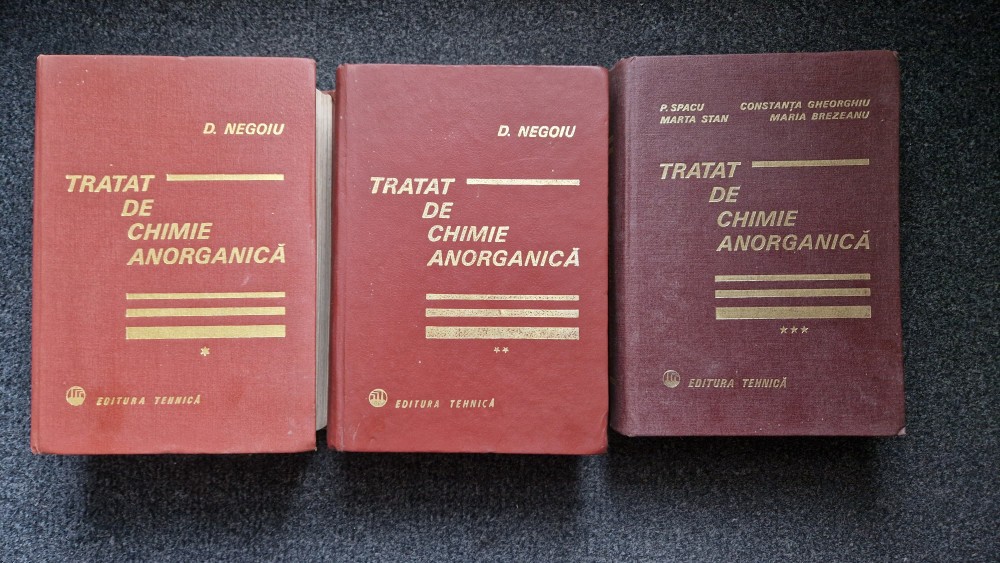 D. NEGOIU
TRATAT
DE
CHIMIE
ANORGANICĂ
*
EDITURA TEHNICĂ
D. NEGOIU
TRATAT
DE
CHIMIE
ANORGANICĂ
**
EDITURA TEHNICĂ
P. SPACU CONSTANȚA GHEORGHIU
MARTA STAN MARIA BREZEANU
TRATAT
DE
CHIMIE
ANORGANICĂ
***
EDITURA TEHNICĂ